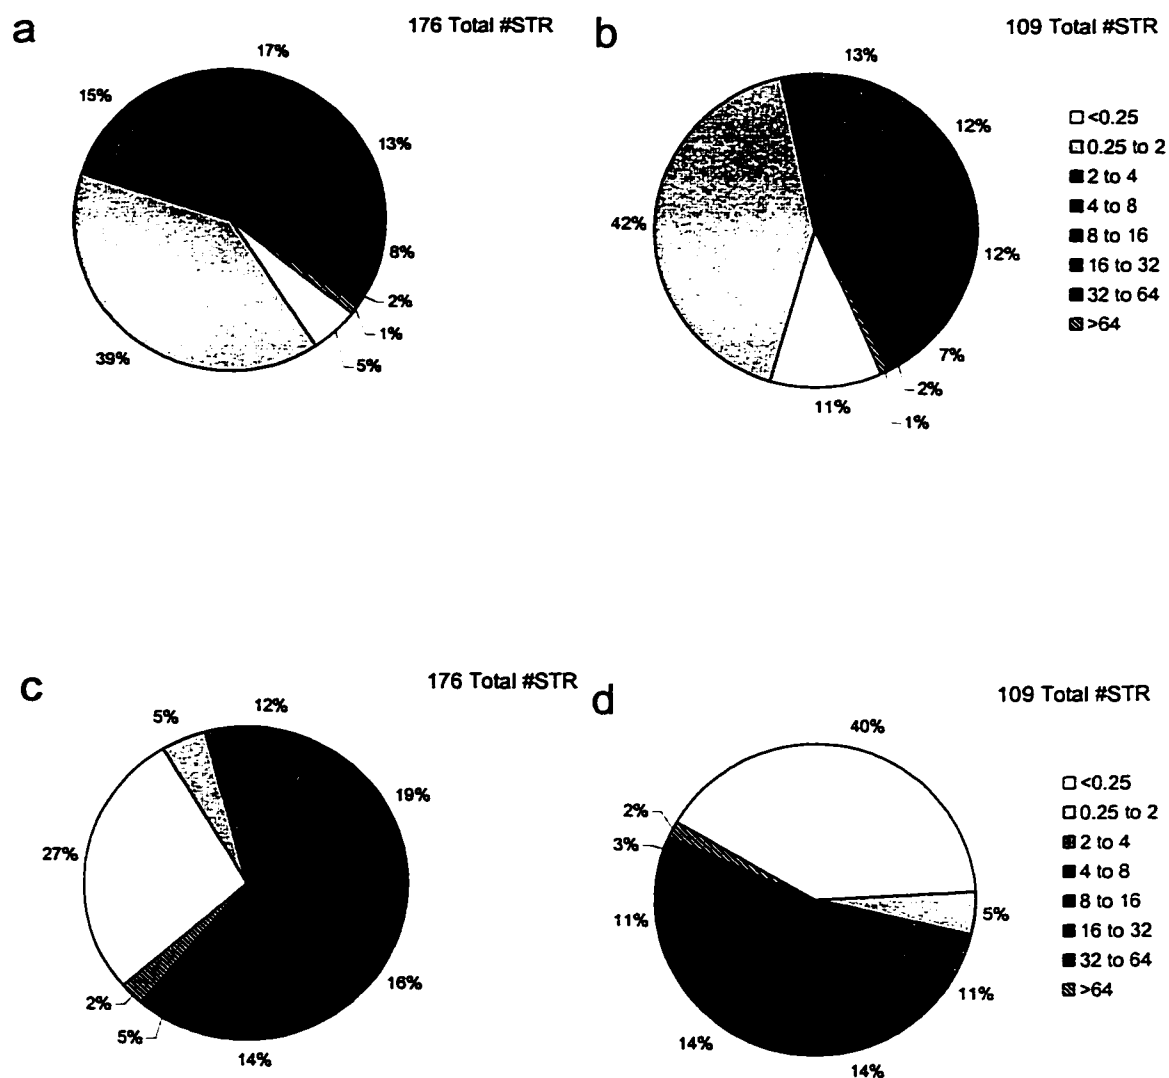 a
176 Total #STR
17%
15%
13%
8%
2%
1%
5%
39%
b
109 Total #STR
13%
12%
12%
42%
7%
2%
1%
11%
<0.25
0.25 to 2
2 to 4
4 to 8
8 to 16
16 to 32
32 to 64
>64
c
176 Total #STR
12%
5%
19%
27%
16%
2%
5%
14%
d
109 Total #STR
40%
2%
3%
11%
5%
11%
14%
14%
<0.25
0.25 to 2
2 to 4
4 to 8
8 to 16
16 to 32
32 to 64
>64